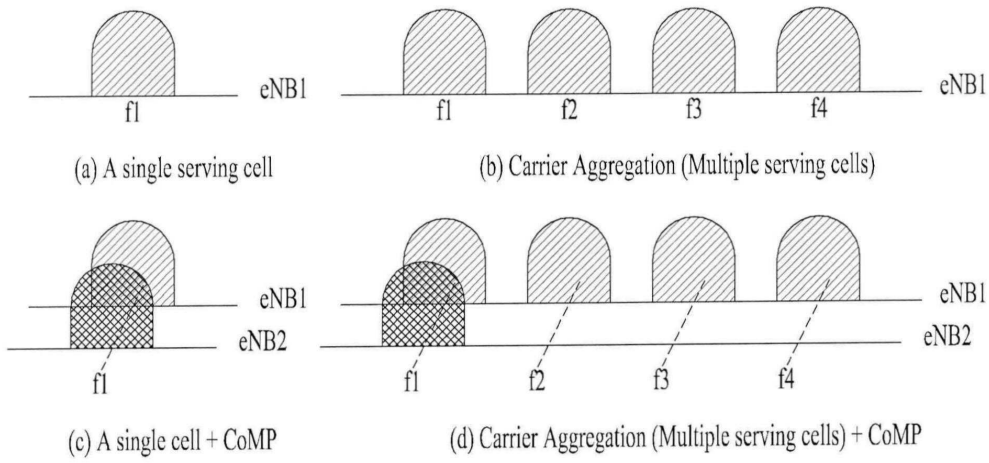 eNB1
f1
(a) A single serving cell
eNB1
f1 f2 f3 f4
(b) Carrier Aggregation (Multiple serving cells)
eNB1
eNB2
f1
(c) A single cell + CoMP
eNB1
eNB2
f1 f2 f3 f4
(d) Carrier Aggregation (Multiple serving cells) + CoMP